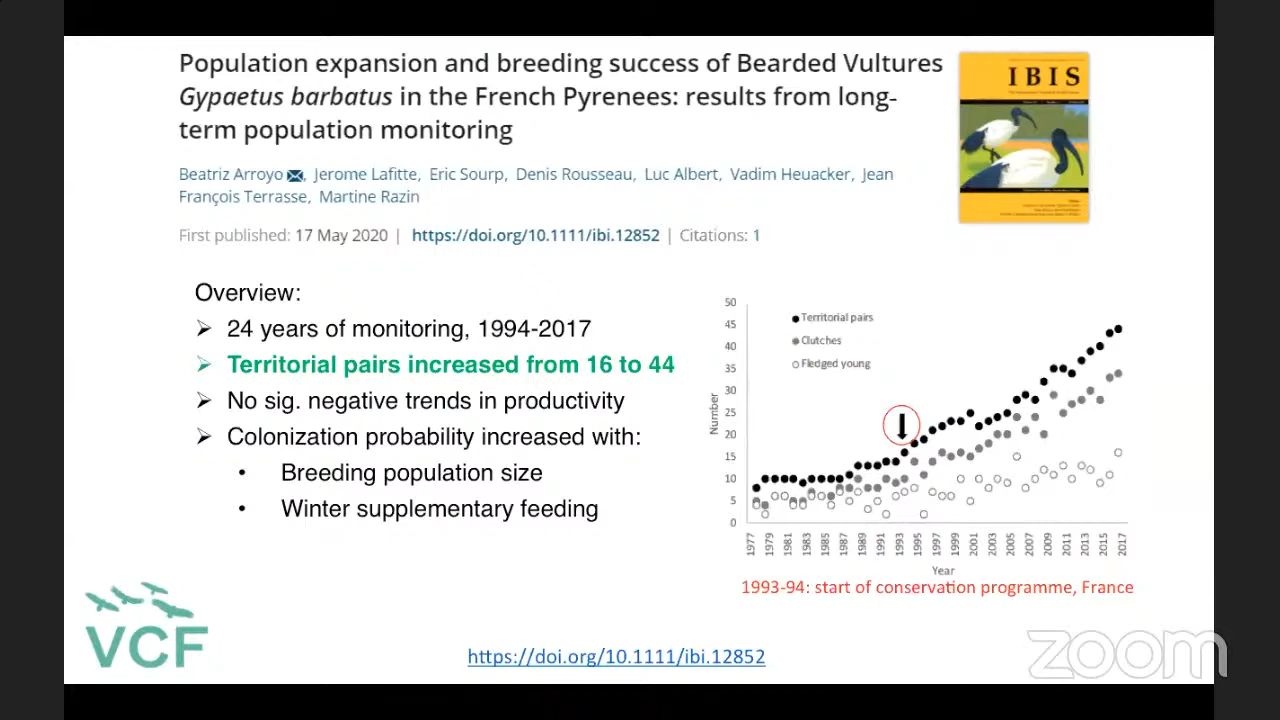 Population expansion and breeding success of Bearded Vultures
Gypaetus barbatus in the French Pyrenees: results from long-
term population monitoring
IBIS
Beatriz Arroyo, Jerome Lafitte, Eric Sourp, Denis Rousseau, Luc Albert, Vadim Heuacker, Jean
François Terrasse, Martine Razin
First published: 17 May 2020 | https://doi.org/10.1111/ibi.12852 | Citations: 1
Overview:
➢ 24 years of monitoring, 1994-2017
➢ Territorial pairs increased from 16 to 44
➢ No sig. negative trends in productivity
➢ Colonization probability increased with:
• Breeding population size
• Winter supplementary feeding
50
45
40
35
30
25
20
15
10
5
0
Number
Territorial pairs
Clutches
Fledged young
1977 1979 1981 1983 1985 1987 1989 1991 1993 1995 1997 1999 2001 2003 2005 2007 2009 2011 2013 2015 2017
Year
1993-94: start of conservation programme, France
VCF
https://doi.org/10.1111/ibi.12852
zoom